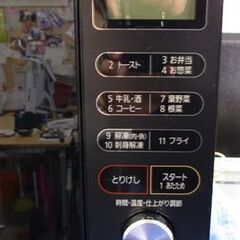 2 トースト
3 お弁当
4 お惣菜
5 牛乳・酒
6 コーヒー
7 葉野菜
8 根菜
9 解凍(肉・魚)
10 刺身解凍
11 フライ
とりけし
スタート
1 あたため
時間・温度・仕上がり調節